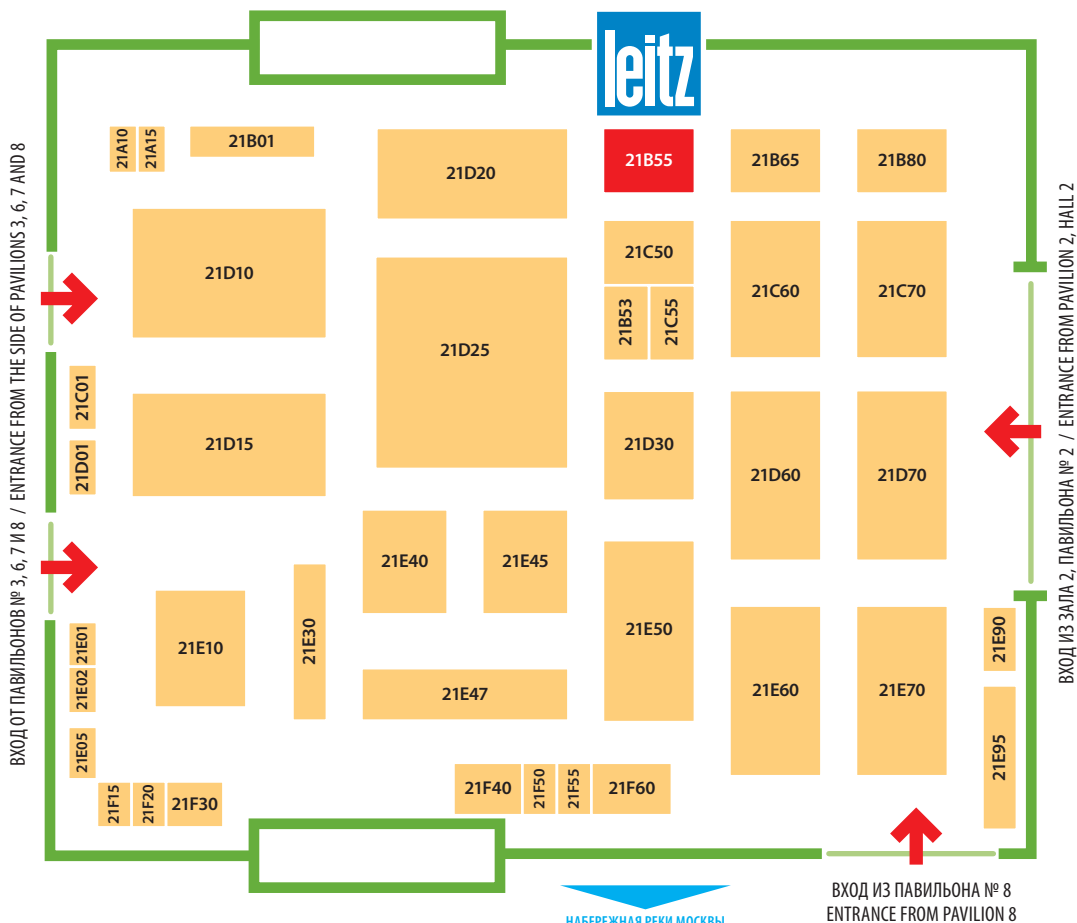 leitz
21A10
21A15
21B01
21D20
21B55
21B65
21B80
21D10
21C50
21B53
21C55
21C60
21C70
21D25
21C01
21D01
21D15
21D30
21D60
21D70
21E40
21E45
21E01
21E02
21E05
21E10
21E30
21E47
21E50
21E60
21E70
21E90
21E95
21F15
21F20
21F30
21F40
21F50
21F55
21F60
ВХОД ОТ ПАВИЛЬОНОВ № 3, 6, 7 И 8 / ENTRANCE FROM THE SIDE OF PAVILIONS 3, 6, 7 AND 8
ВХОД ИЗ ЗАЛА 2, ПАВИЛЬОНА № 2 / ENTRANCE FROM PAVILION 2, HALL 2
ВХОД ИЗ ПАВИЛЬОНА № 8
ENTRANCE FROM PAVILION 8
НАБЕРЕЖНАЯ РЕКИ МОСКВЫ